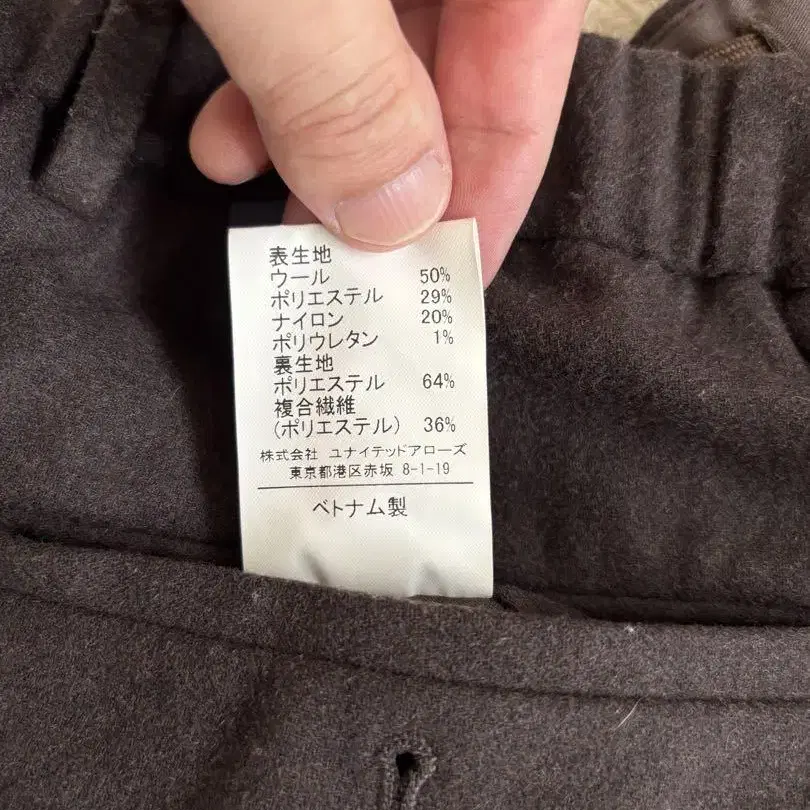 表生地
ウール 50%
ポリエステル 29%
ナイロン 20%
ポリウレタン 1%
裏生地
ポリエステル 64%
複合繊維
(ポリエステル) 36%
株式会社 ユナイテッドアローズ
東京都港区赤坂 8-1-19
ベトナム製